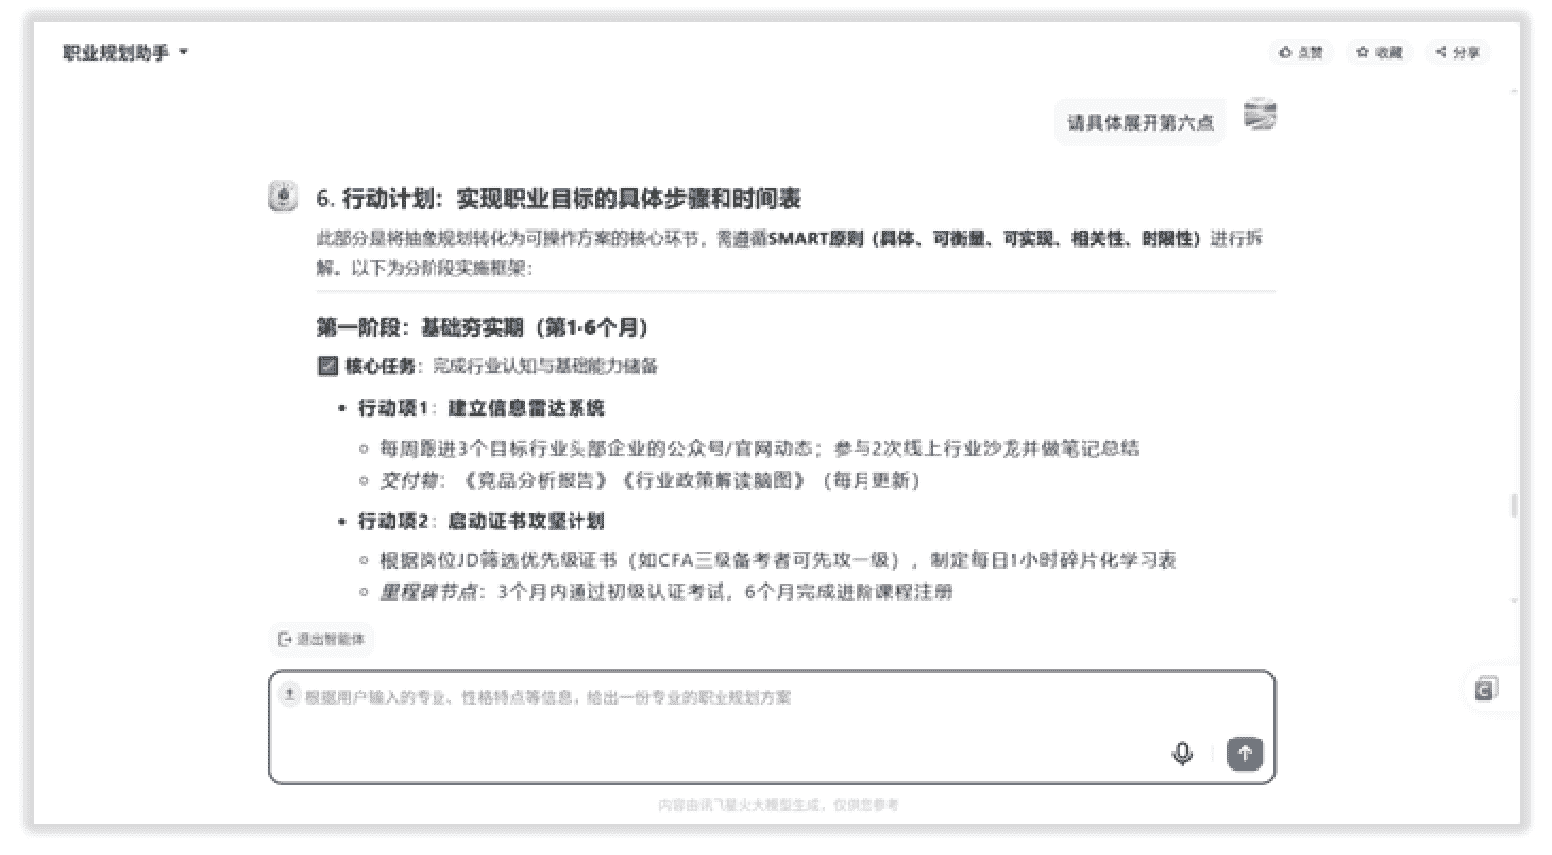 职业规划助手
点赞
收藏
分享
请具体展开第六点
6. 行动计划：实现职业目标的具体步骤和时间表
此部分是将抽象规划转化为可操作方案的核心环节，需遵循SMART原则（具体、可衡量、可实现、相关性、时限性）进行拆
解。以下为分阶段实施框架：
第一阶段：基础夯实期（第1-6个月）
核心任务：完成行业认知与基础能力储备
• 行动项1：建立信息雷达系统
○ 每周跟进3个目标行业头部企业的公众号/官网动态；参与2次线上行业沙龙并做笔记总结
○ 交付物：《竞品分析报告》《行业政策解读脑图》（每月更新）
• 行动项2：启动证书攻坚计划
○ 根据岗位JD筛选优先级证书（如CFA三级备考者可先攻一级），制定每日1小时碎片化学习表
○ 里程碑节点：3个月内通过初级认证考试，6个月完成进阶课程注册
退出智能体
根据用户输入的专业、性格特点等信息，给出一份专业的职业规划方案
内容由讯飞星火大模型生成，仅供您参考